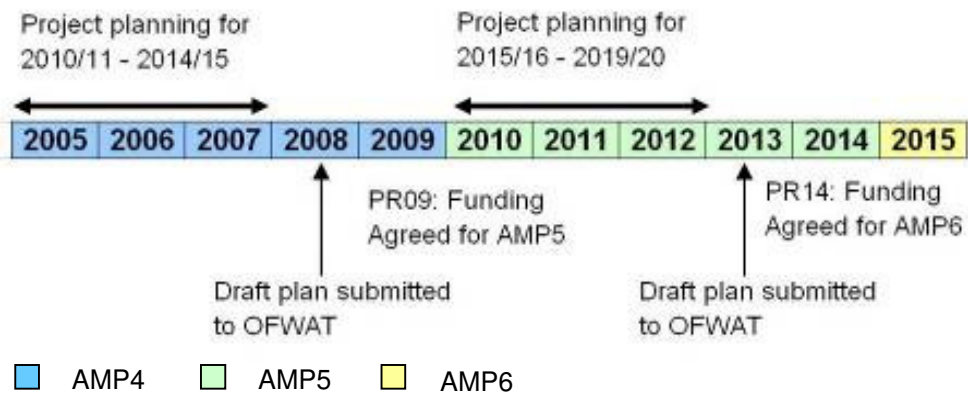 Project planning for
2010/11 - 2014/15
Project planning for
2015/16 - 2019/20
2005 2006 2007 2008 2009 2010 2011 2012 2013 2014 2015
PR09: Funding
Agreed for AMP5
PR14: Funding
Agreed for AMP6
Draft plan submitted
to OFWAT
Draft plan submitted
to OFWAT
AMP4 AMP5 AMP6